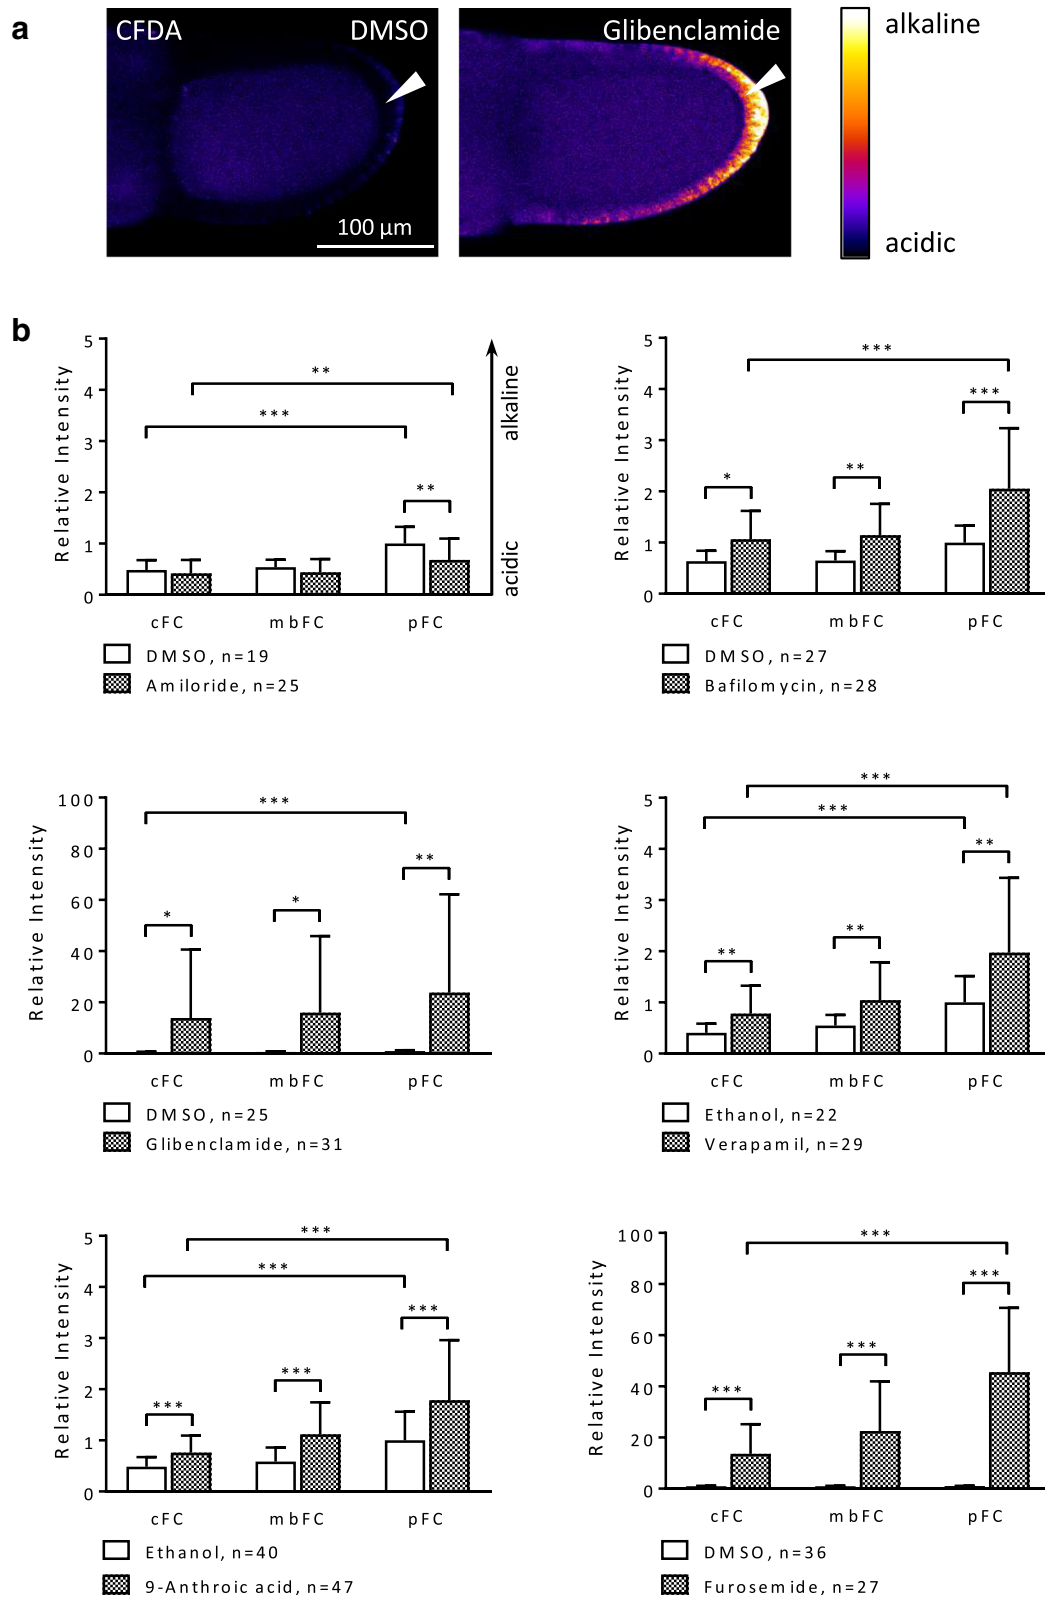 a
CFDA DMSO
Glibenclamide
alkaline
100 µm
acidic
b
5
4
3
2
1
0
Relative Intensity
**
***
**
alkaline
acidic
cFC mbFC pFC
DMSO, n=19
Amiloride, n=25
5
4
3
2
1
0
Relative Intensity
***
***
**
*
cFC mbFC pFC
DMSO, n=27
Bafilomycin, n=28
100
80
60
40
20
0
Relative Intensity
***
**
*
*
cFC mbFC pFC
DMSO, n=25
Glibenclamide, n=31
5
4
3
2
1
0
Relative Intensity
***
***
**
**
**
cFC mbFC pFC
Ethanol, n=22
Verapamil, n=29
5
4
3
2
1
0
Relative Intensity
***
***
***
***
***
cFC mbFC pFC
Ethanol, n=40
9-Anthroic acid, n=47
100
80
60
40
20
0
Relative Intensity
***
***
***
***
cFC mbFC pFC
DMSO, n=36
Furosemide, n=27